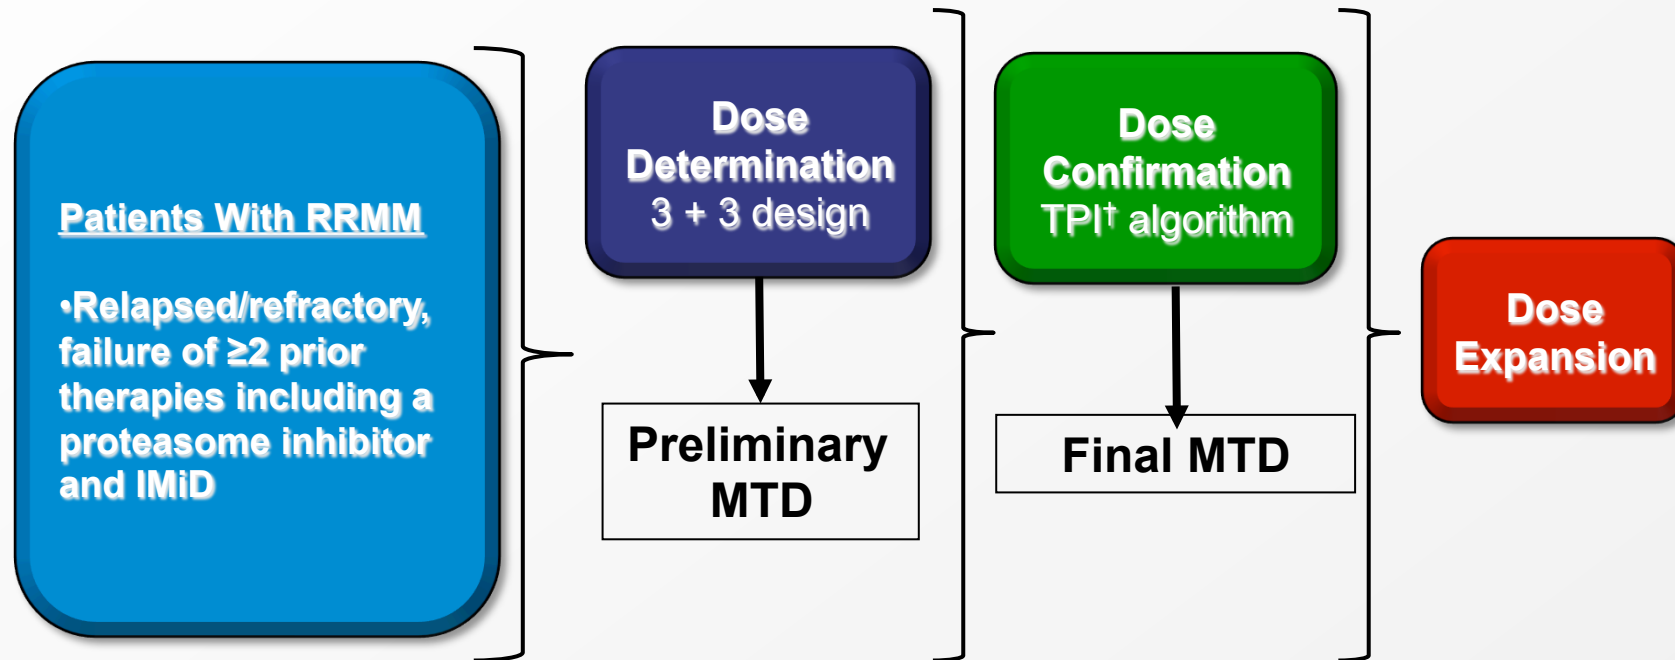 Patients With RRMM
•Relapsed/refractory,
failure of ≥2 prior
therapies including a
proteasome inhibitor
and IMiD
Dose
Determination
3 + 3 design
Preliminary
MTD
Dose
Confirmation
TPI† algorithm
Final MTD
Dose
Expansion